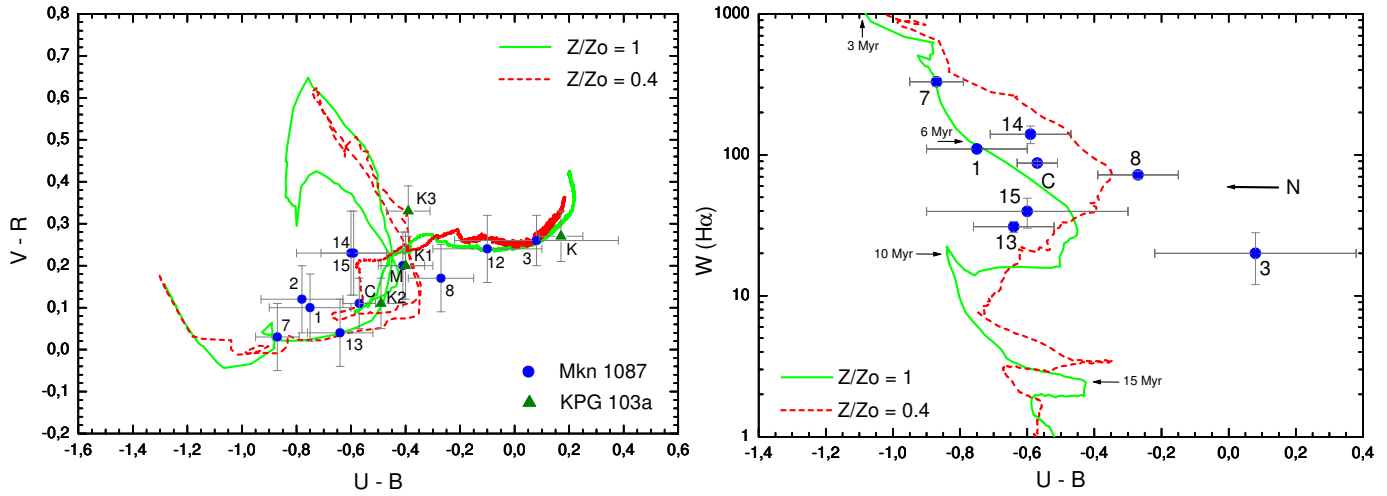 0,8
0,7
0,6
0,5
0,4
0,3
0,2
0,1
0,0
-0,1
0,2
V - R
Z/Zo = 1
Z/Zo = 0.4
K3
14
15
K1
M
12
3
K
8
2
C
K2
1
7
13
Mkn 1087
KPG 103a
-1,6 -1,4 -1,2 -1,0 -0,8 -0,6 -0,4 -0,2 0,0 0,2 0,4 0,6
U - B
1000
100
10
1
W (Hα)
3 Myr
7
14
6 Myr
1
C
8
N
15
13
10 Myr
3
15 Myr
Z/Zo = 1
Z/Zo = 0.4
-1,4 -1,2 -1,0 -0,8 -0,6 -0,4 -0,2 0,0 0,2 0,4
U - B